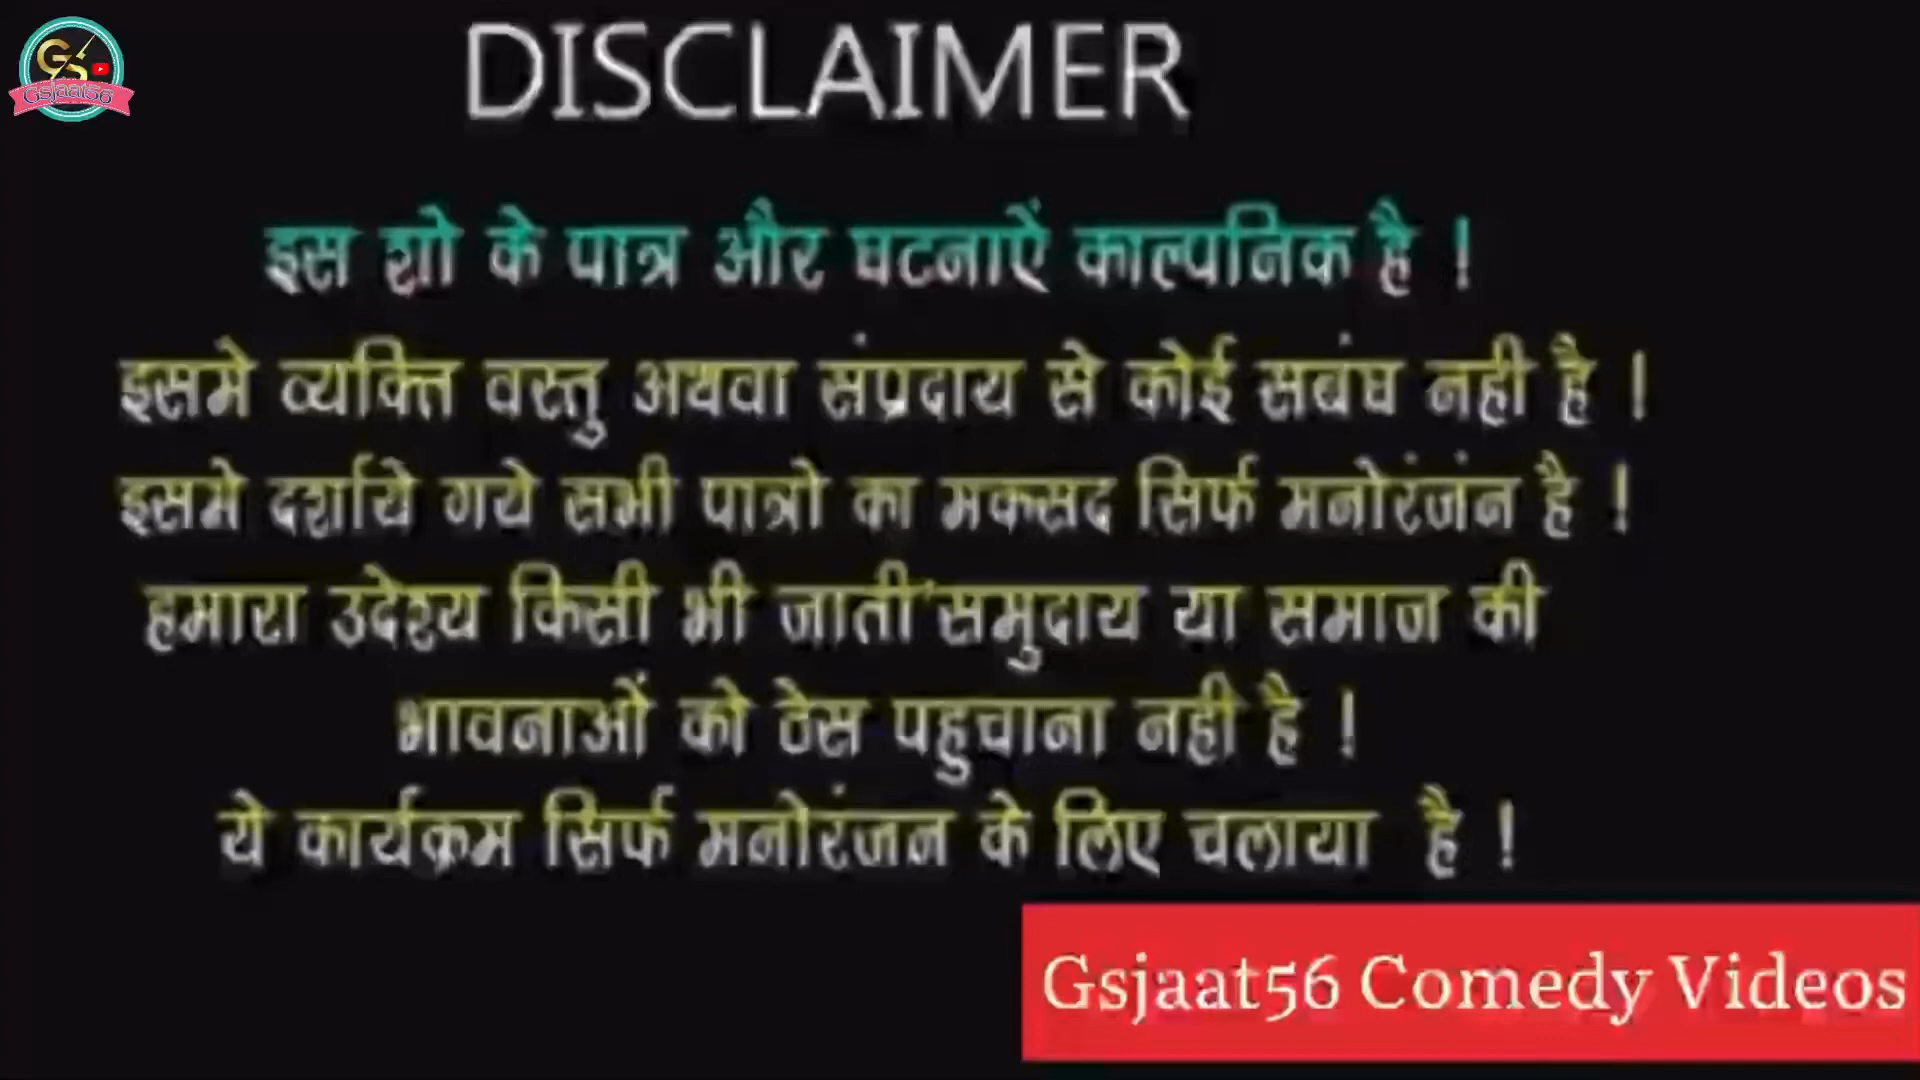 GS
Gsjaat56
DISCLAIMER
इस शो के पात्र और घटनाऐं काल्पनिक है !
इसमे व्यक्ति वस्तु अथवा संप्रदाय से कोई सबंध नही है !
इसमे दर्शाये गये सभी पात्रो का मकसद सिर्फ मनोरंजंन है !
हमारा उदेश्य किसी भी जाती समुदाय या समाज की
भावनाओं को ठेस पहुचाना नही है !
ये कार्यक्रम सिर्फ मनोरंजन के लिए चलाया है !
Gsjaat56 Comedy Videos